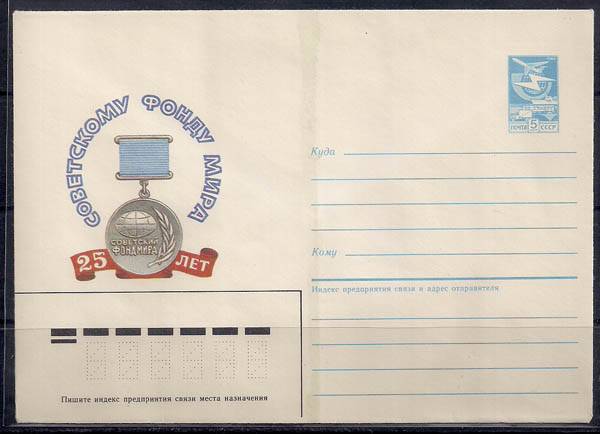 СОВЕТСКОМУ ФОНДУ МИРА
СОВЕТСКИЙ
ФОНД МИРА
25 ЛЕТ
ПОЧТА 5 СССР
Куда
Кому
Индекс предприятия связи и адрес отправителя
Пишите индекс предприятия связи места назначения